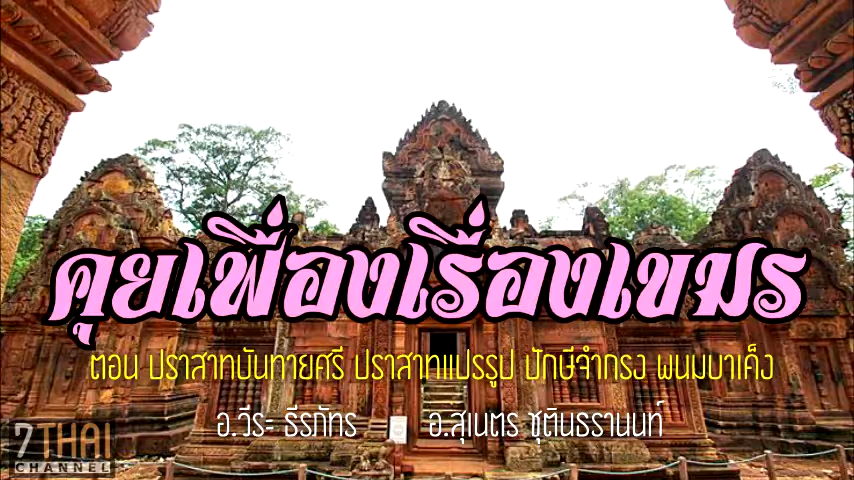 คุยเฟื่องเรื่องเขมร
ตอน ปราสาทบันทายศรี ปราสาทแปรรูป ปักษีจำกรง พนมบาเค็ง
อ.วีระ ธีรภัทร อ.สุเนตร ชุตินธรานนท์
7THAI
CHANNEL